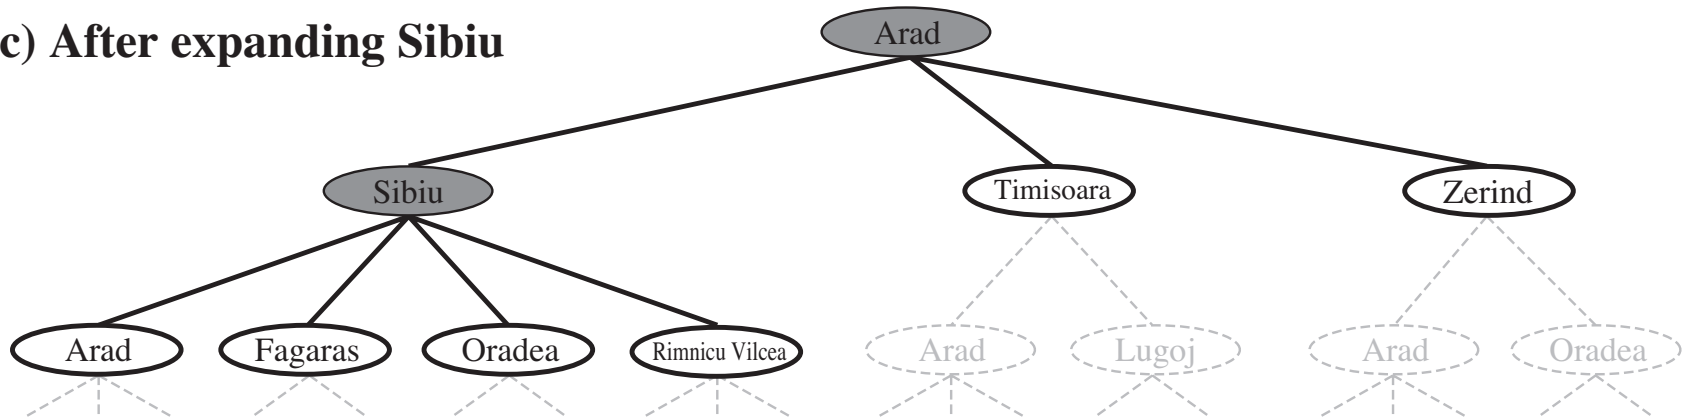 c) After expanding Sibiu
Arad
Sibiu
Timisoara
Zerind
Arad
Fagaras
Oradea
Rimnicu Vilcea
Arad
Lugoj
Arad
Oradea